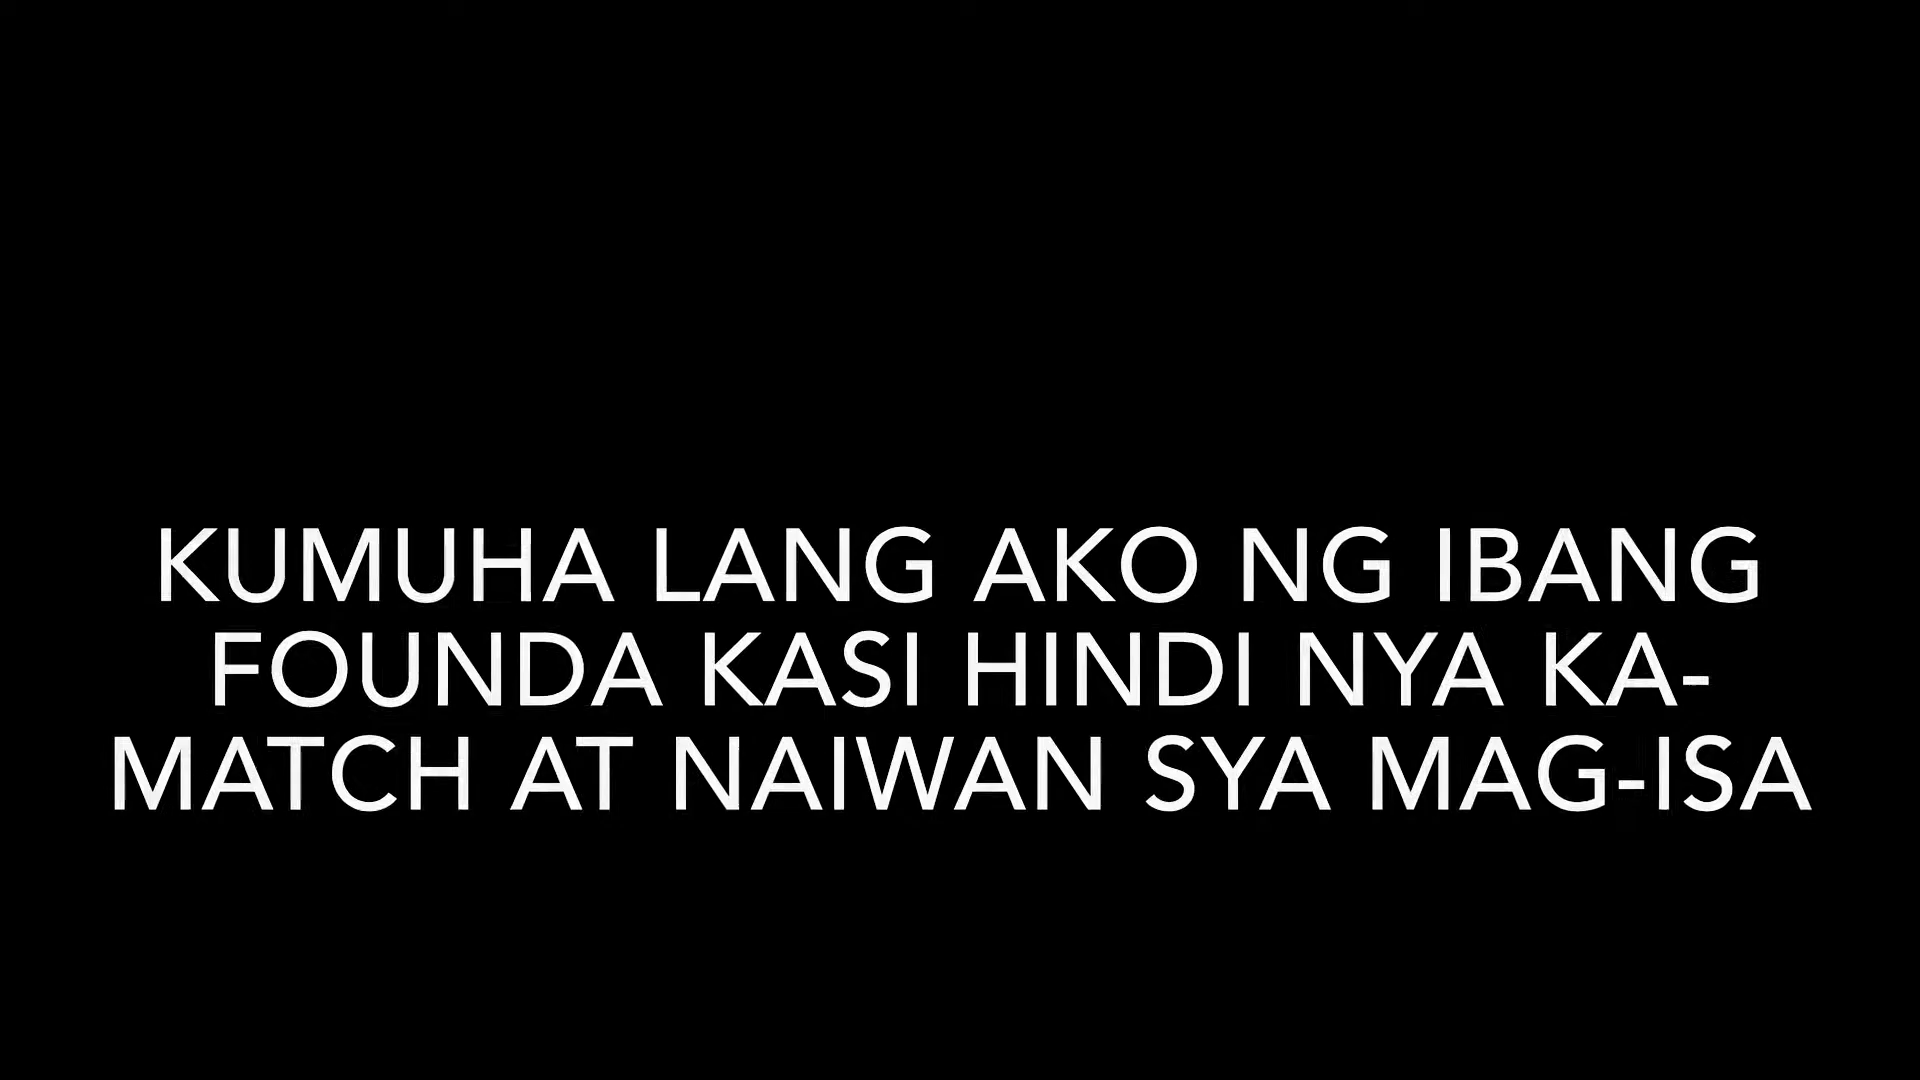 KUMUHA LANG AKO NG IBANG
FOUNDA KASI HINDI NYA KA-
MATCH AT NAIWAN SYA MAG-ISA